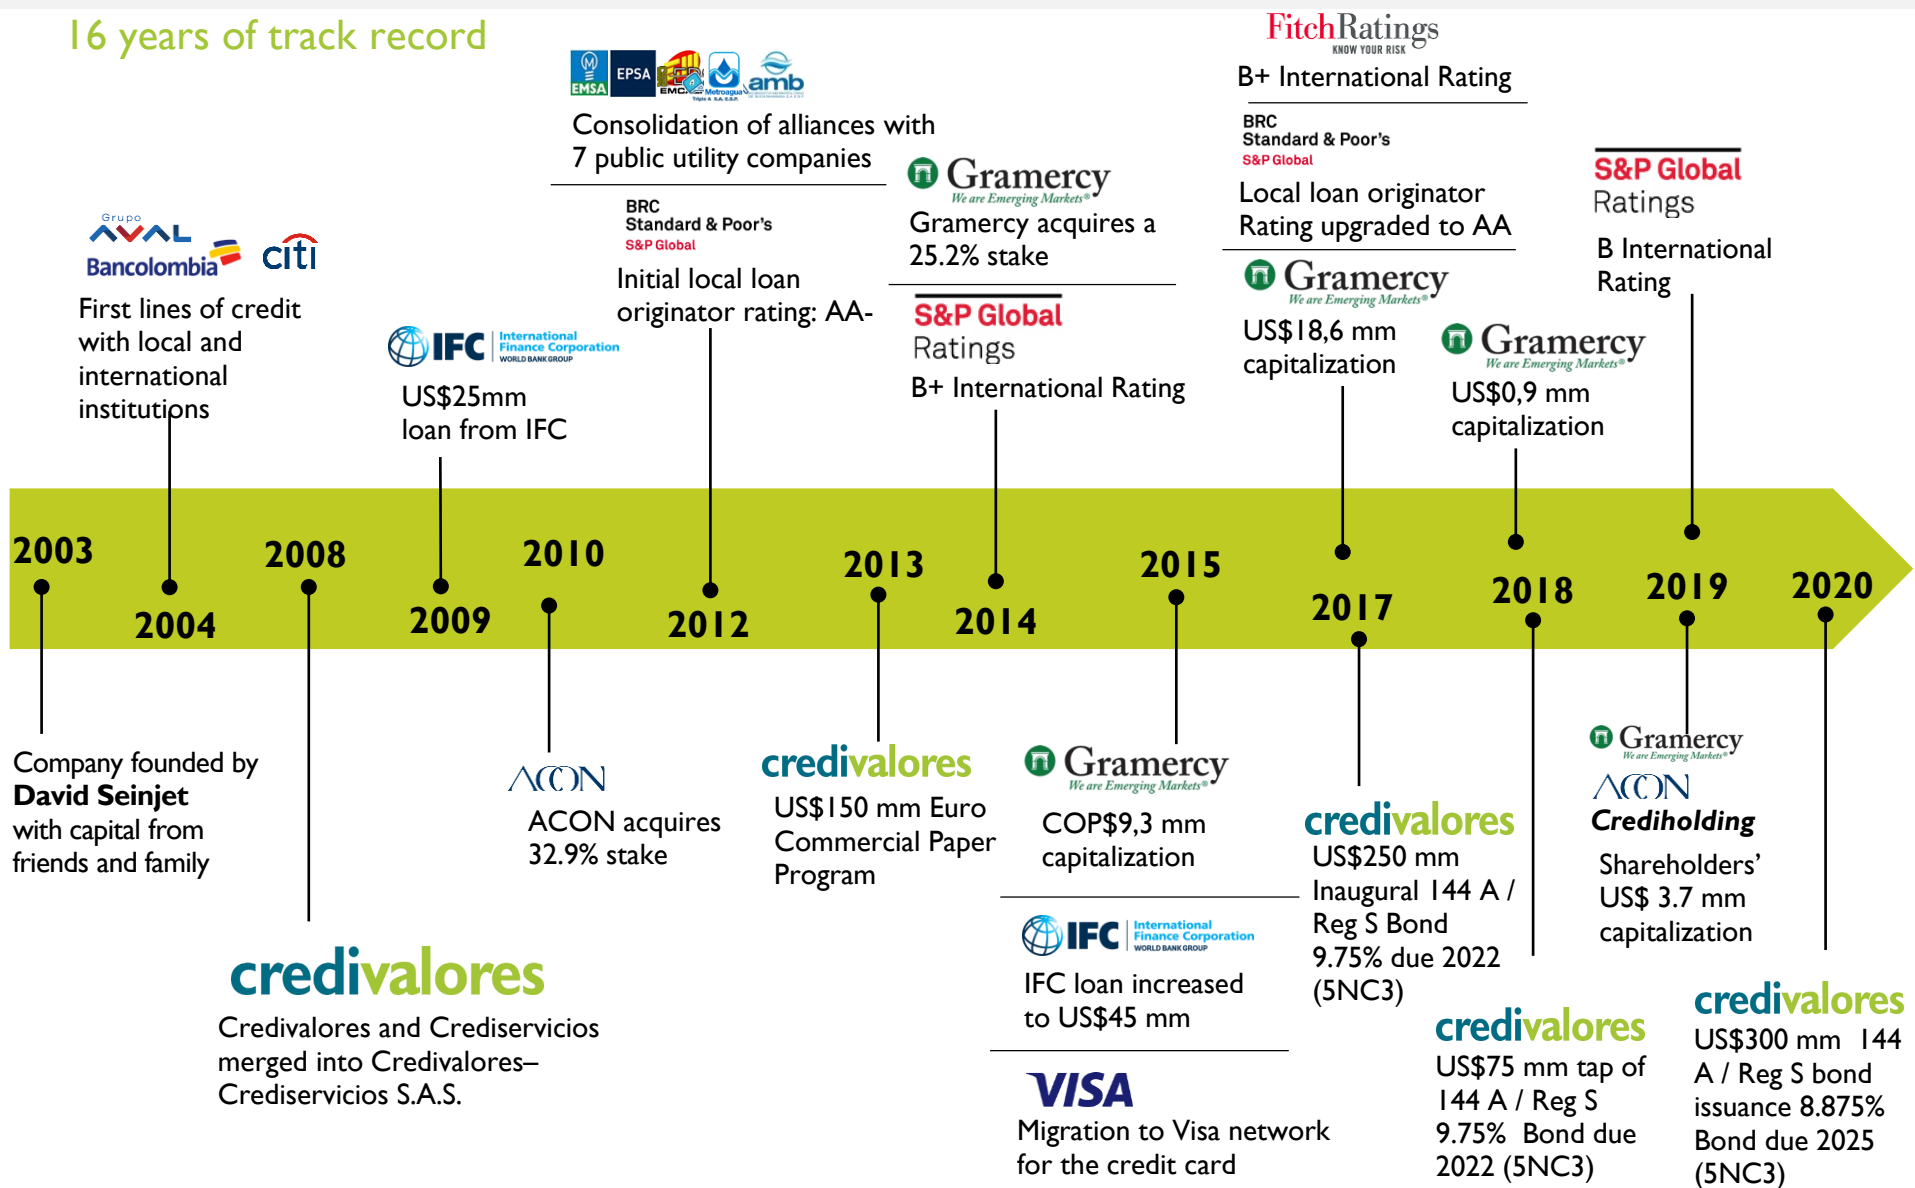 16 years of track record
Grupo
AVAL
Bancolombia
citi
First lines of credit
with local and
international
institutions
IFC
International
Finance Corporation
WORLD BANK GROUP
US$25mm
loan from IFC
EMSA
EPSA
Metroagua
Triple A S.A. E.S.P.
amb
Consolidation of alliances with
7 public utility companies
BRC
Standard & Poor's
S&P Global
Initial local loan
originator rating: AA-
Gramercy
We are Emerging Markets®
Gramercy acquires a
25.2% stake
S&P Global
Ratings
B+ International Rating
FitchRatings
KNOW YOUR RISK
B+ International Rating
BRC
Standard & Poor's
S&P Global
Local loan originator
Rating upgraded to AA
Gramercy
We are Emerging Markets®
US$18,6 mm
capitalization
Gramercy
We are Emerging Markets®
US$0,9 mm
capitalization
S&P Global
Ratings
B International
Rating
2003
2004
2008
2009
2010
2012
2013
2014
2015
2017
2018
2019
2020
Company founded by
David Seinjet
with capital from
friends and family
credivalores
Credivalores and Crediservicios
merged into Credivalores–
Crediservicios S.A.S.
ACON
ACON acquires
32.9% stake
credivalores
US$150 mm Euro
Commercial Paper
Program
Gramercy
We are Emerging Markets®
COP$9,3 mm
capitalization
IFC
International
Finance Corporation
WORLD BANK GROUP
IFC loan increased
to US$45 mm
VISA
Migration to Visa network
for the credit card
credivalores
US$250 mm
Inaugural 144 A /
Reg S Bond
9.75% due 2022
(5NC3)
credivalores
US$75 mm tap of
144 A / Reg S
9.75% Bond due
2022 (5NC3)
Gramercy
We are Emerging Markets®
ACON
Crediholding
Shareholders'
US$ 3.7 mm
capitalization
credivalores
US$300 mm 144
A / Reg S bond
issuance 8.875%
Bond due 2025
(5NC3)